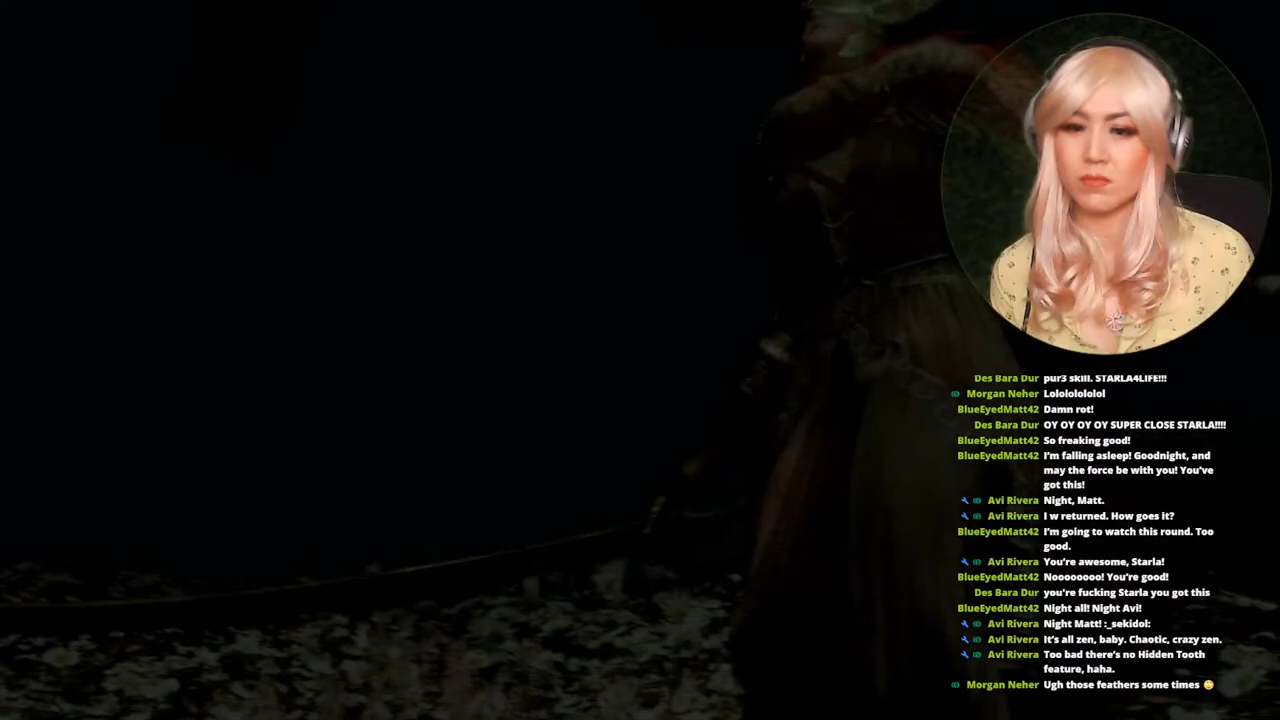 Des Bara Dur pur3 skill. STARLA4LIFE!!!
Morgan Neher Lolololololol
BlueEyedMatt42 Damn rot!
Des Bara Dur OY OY OY OY SUPER CLOSE STARLA!!!!
BlueEyedMatt42 So freaking good!
BlueEyedMatt42 I'm falling asleep! Goodnight, and
may the force be with you! You've
got this!
Avi Rivera Night, Matt.
Avi Rivera I w returned. How goes it?
BlueEyedMatt42 I'm going to watch this round. Too
good.
Avi Rivera You're awesome, Starla!
BlueEyedMatt42 Noooooooo! You're good!
Des Bara Dur you're fucking Starla you got this
BlueEyedMatt42 Night all! Night Avi!
Avi Rivera Night Matt! :_sekidol:
Avi Rivera It's all zen, baby. Chaotic, crazy zen.
Avi Rivera Too bad there's no Hidden Tooth
feature, haha.
Morgan Neher Ugh those feathers some times 🙄